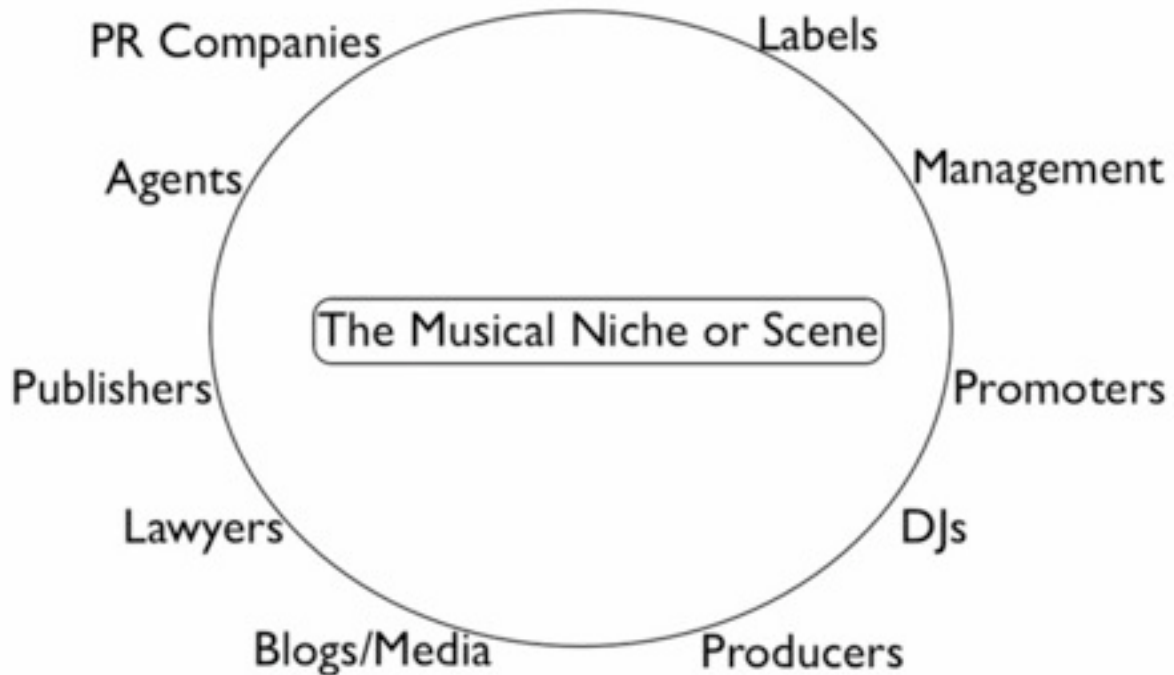 PR Companies
Labels
Agents
Management
The Musical Niche or Scene
Publishers
Promoters
Lawyers
DJs
Blogs/Media
Producers